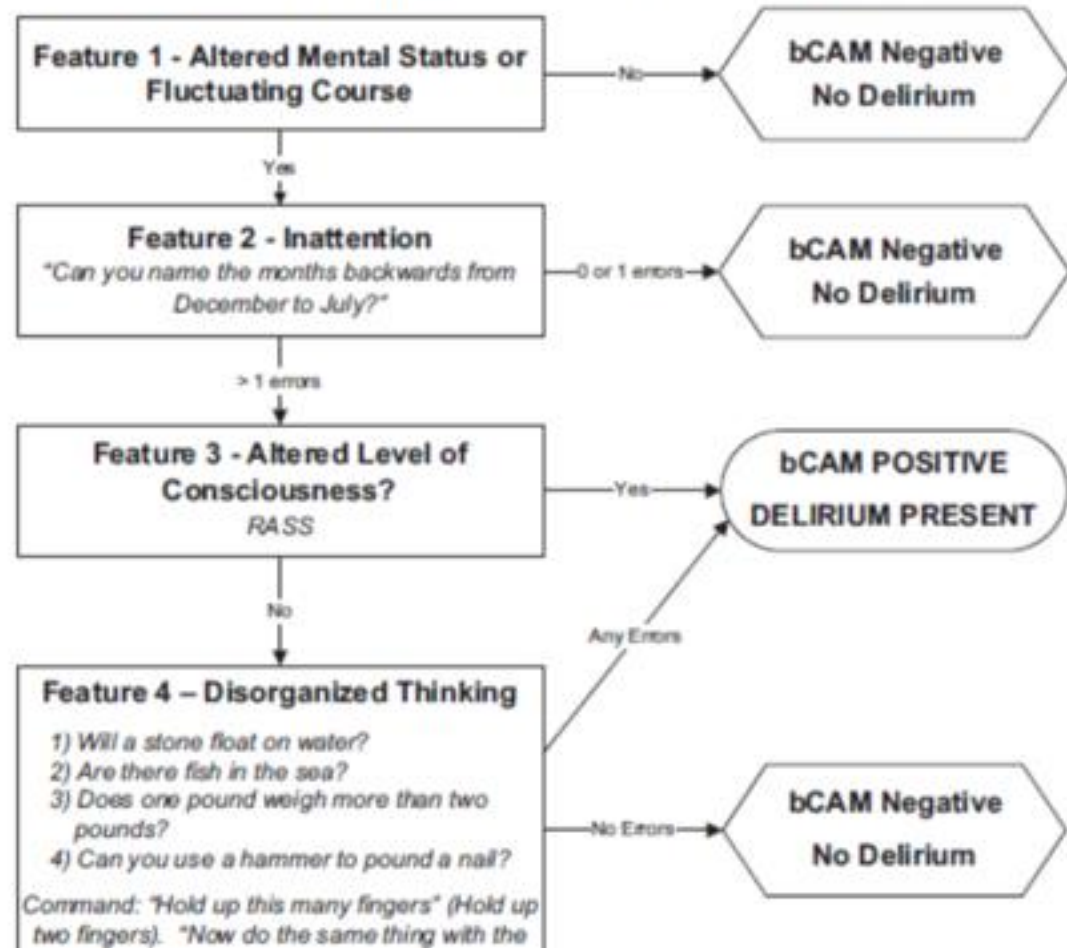 Feature 1 - Altered Mental Status or
Fluctuating Course
No
bCAM Negative
No Delirium
Yes
Feature 2 - Inattention
"Can you name the months backwards from
December to July?"
0 or 1 errors
bCAM Negative
No Delirium
> 1 errors
Feature 3 - Altered Level of
Consciousness?
RASS
Yes
bCAM POSITIVE
DELIRIUM PRESENT
No
Any Errors
Feature 4 – Disorganized Thinking
1) Will a stone float on water?
2) Are there fish in the sea?
3) Does one pound weigh more than two
pounds?
4) Can you use a hammer to pound a nail?
Command: "Hold up this many fingers" (Hold up
two fingers). "Now do the same thing with the
No Errors
bCAM Negative
No Delirium